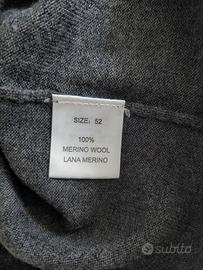 SIZE: 52
100%
MERINO WOOL
LANA MERINO
subito